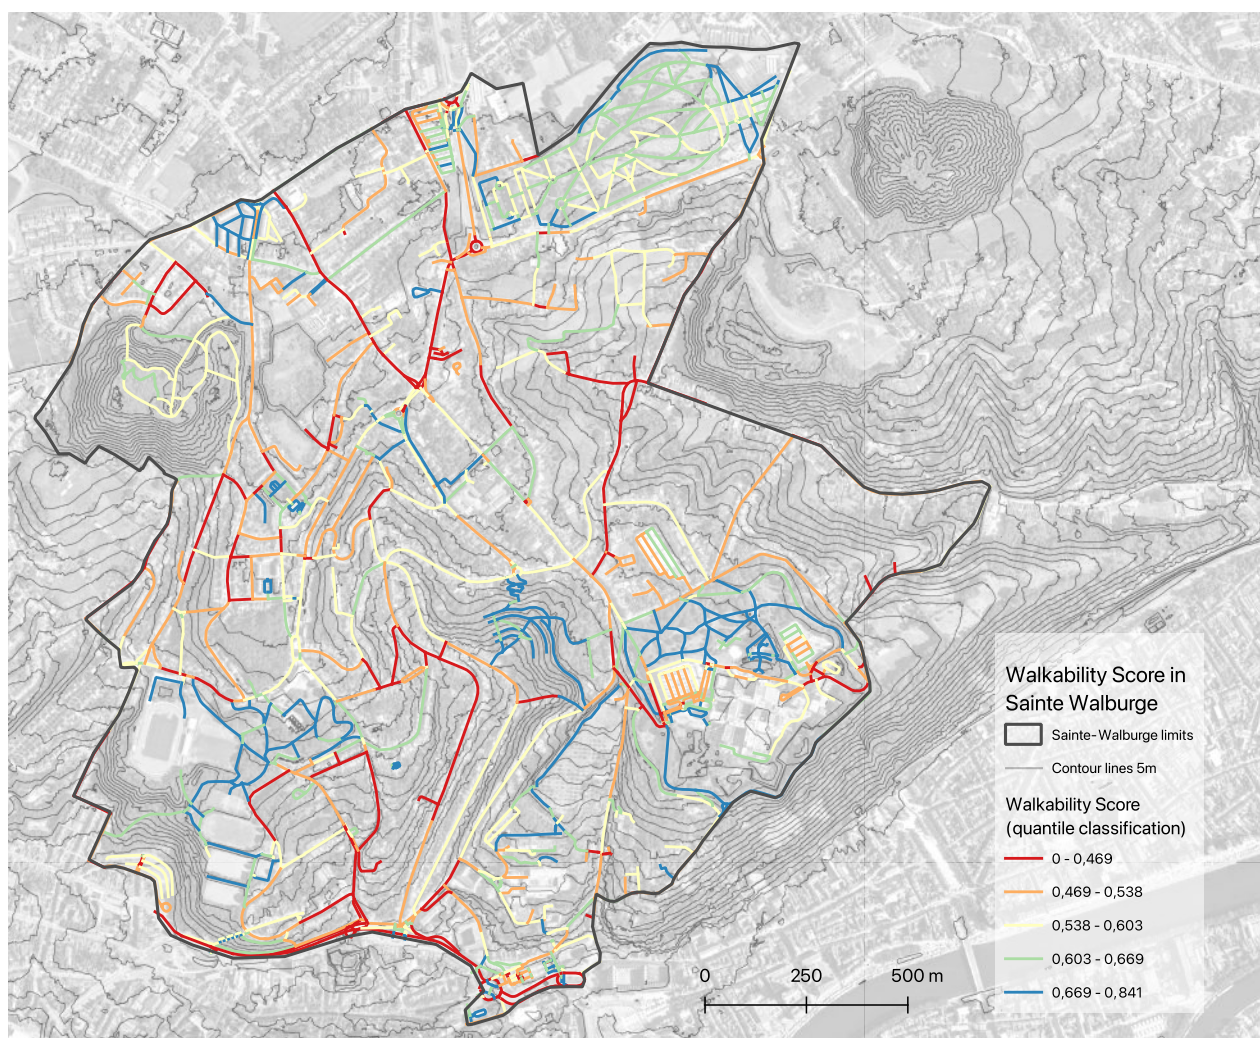 Walkability Score in
Sainte Walburge
Sainte-Walburge limits
Contour lines 5m
Walkability Score
(quantile classification)
0 - 0,469
0,469 - 0,538
0,538 - 0,603
0,603 - 0,669
0,669 - 0,841
0 250 500 m